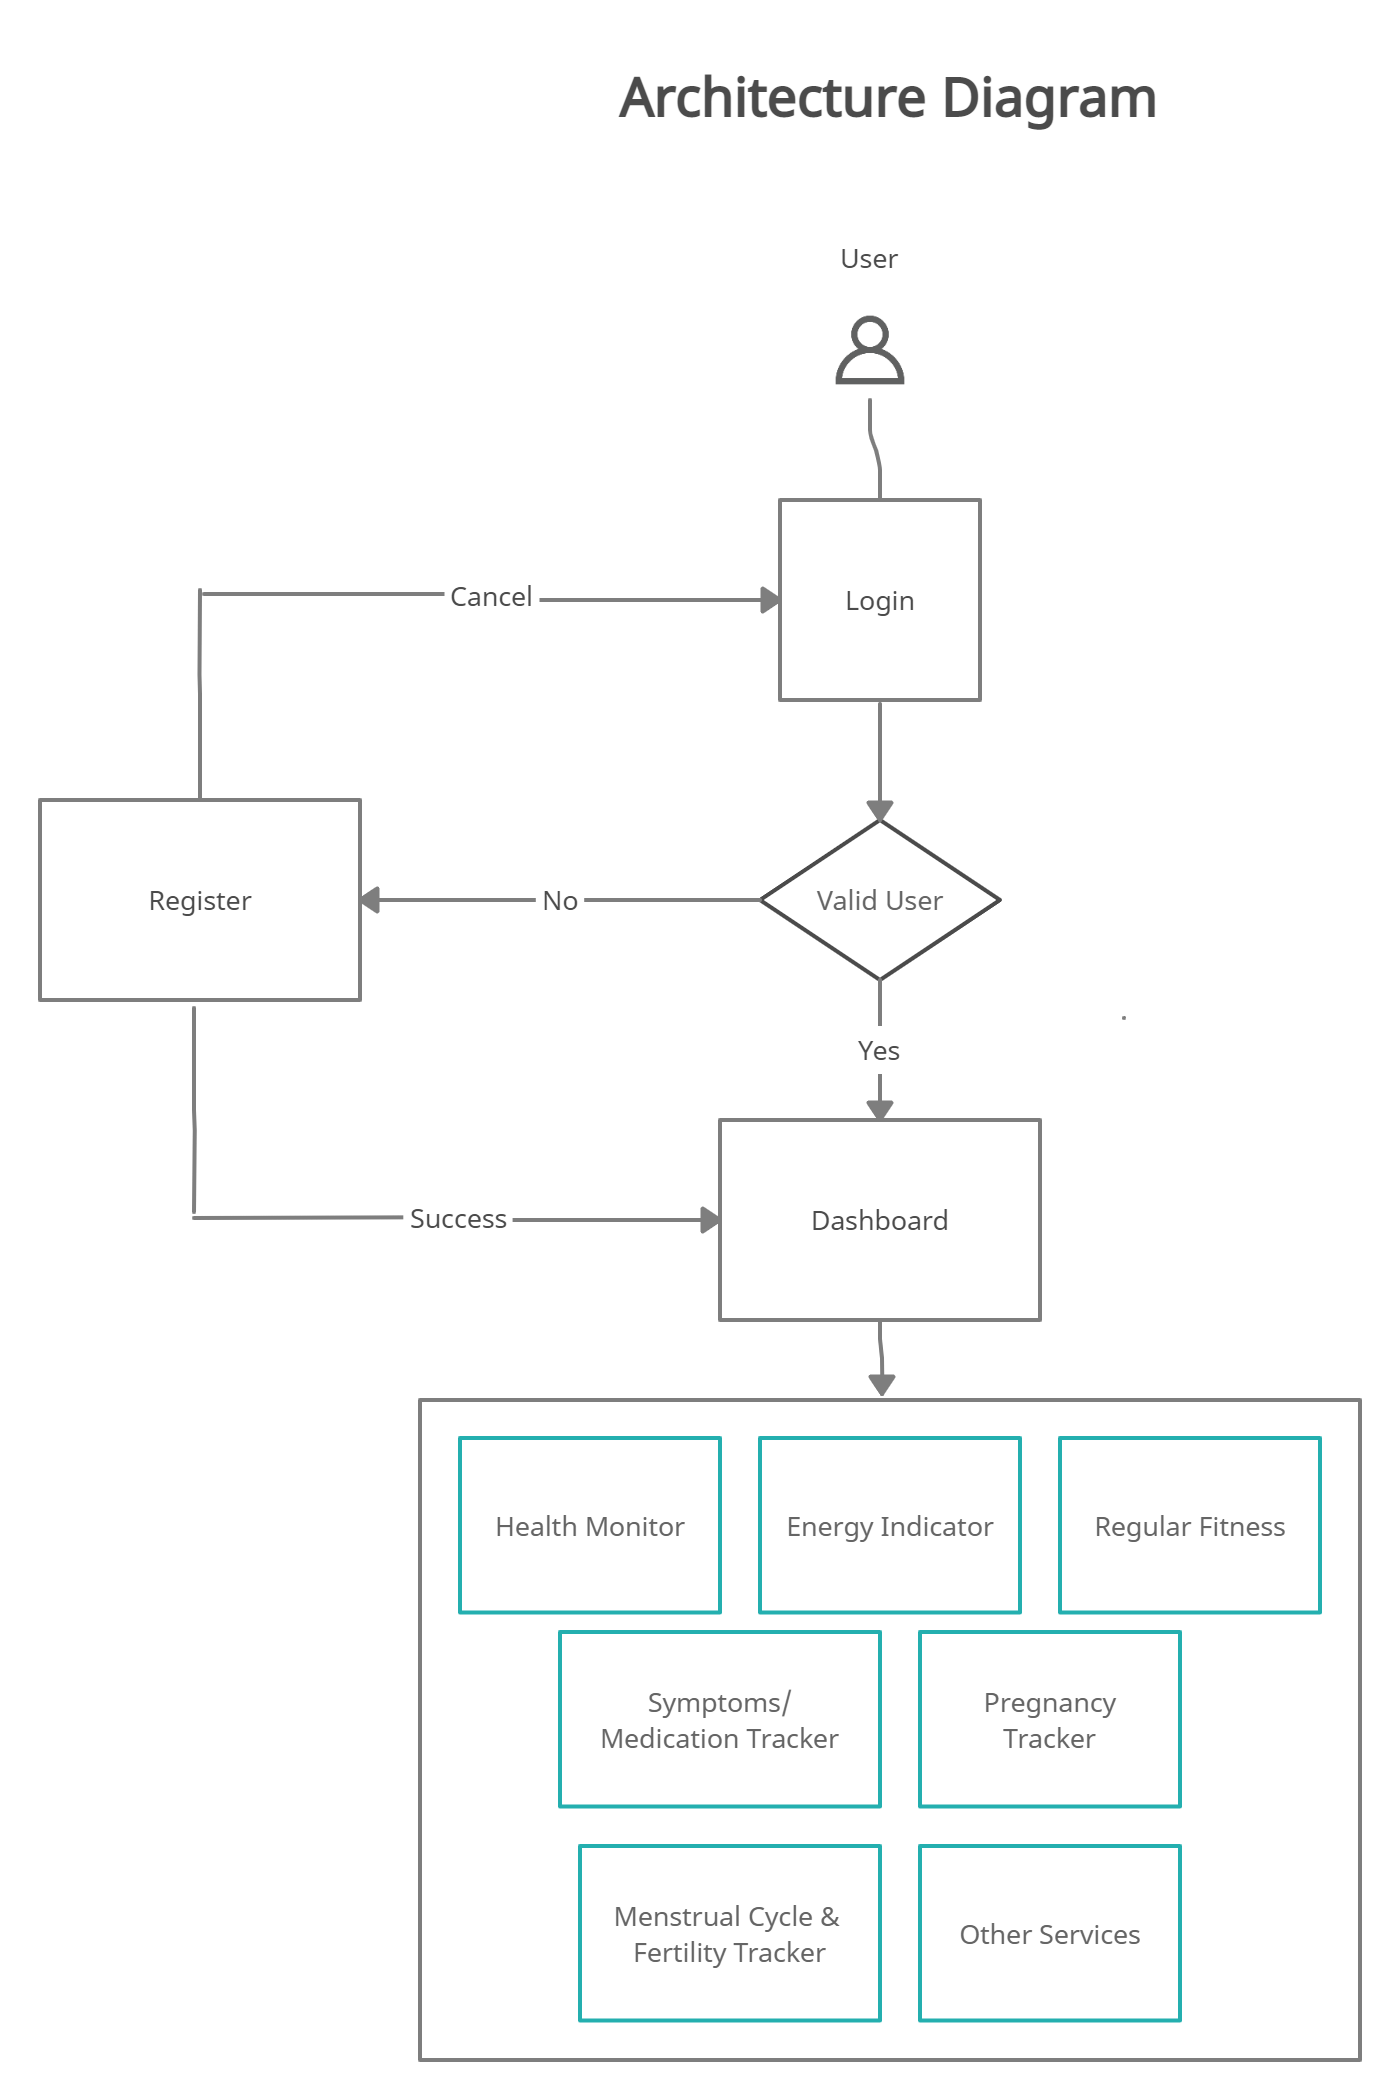 Architecture Diagram
User
Login
Cancel
Register
No
Valid User
Yes
Success
Dashboard
Health Monitor
Energy Indicator
Regular Fitness
Symptoms/
Medication Tracker
Pregnancy
Tracker
Menstrual Cycle &
Fertility Tracker
Other Services